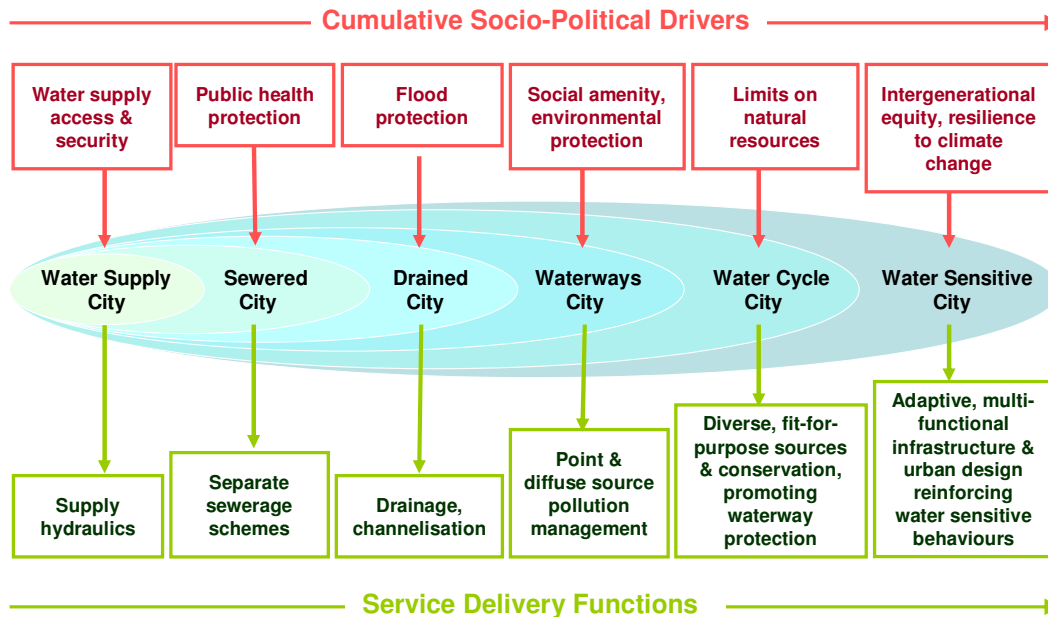 Cumulative Socio-Political Drivers
Water supply
access &
security
Public health
protection
Flood
protection
Social amenity,
environmental
protection
Limits on
natural
resources
Intergenerational
equity, resilience
to climate
change
Water Supply
City
Sewered
City
Drained
City
Waterways
City
Water Cycle
City
Water Sensitive
City
Supply
hydraulics
Separate
sewerage
schemes
Drainage,
channelisation
Point &
diffuse source
pollution
management
Diverse, fit-for-
purpose sources
& conservation,
promoting
waterway
protection
Adaptive, multi-
functional
infrastructure &
urban design
reinforcing
water sensitive
behaviours
Service Delivery Functions